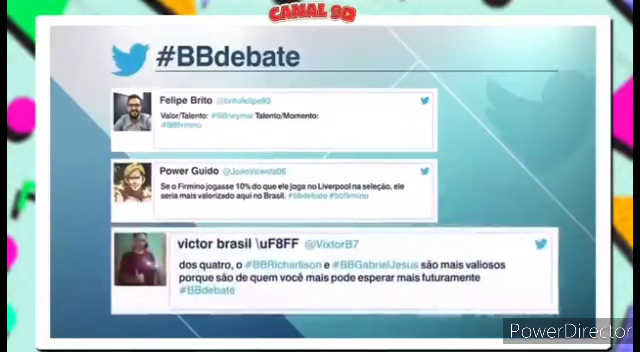 CANAL 90
#BBdebate
Felipe Brito @britofelipe93
Valor/Talento: #BBneymar Talento/Momento:
#BBfirmino
Power Guido @JoaoVicente06
Se o Firmino jogasse 10% do que ele joga no Liverpool na seleção, ele
seria mais valorizado aqui no Brasil. #bbdebate #bbfirmino
victor brasil \uF8FF @VixtorB7
dos quatro, o #BBRicharlison e #BBGabrielJesus são mais valiosos
porque são de quem você mais pode esperar mais futuramente
#BBdebate
PowerDirector